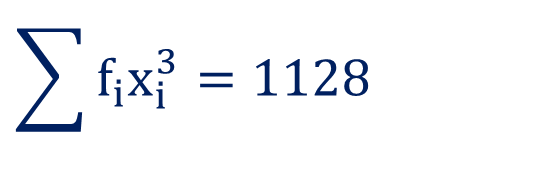 ∑ fᵢxᵢ³ = 1128